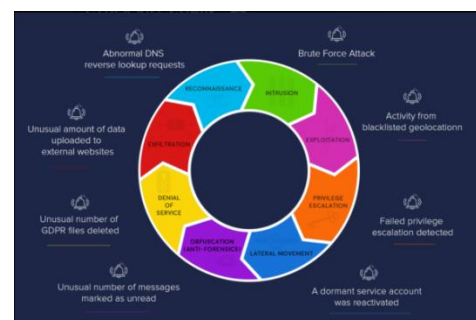 Abnormal DNS
reverse lookup requests
Brute Force Attack
RECONNAISSANCE
INTRUSION
Unusual amount of data
uploaded to
external websites
Activity from
blacklisted geolocationn
EXFILTRATION
EXPLOITATION
DENIAL
OF
SERVICE
PRIVILEGE
ESCALATION
Unusual number of
GDPR files deleted
Failed privilege
escalation detected
OBFUSCATION
(ANTI-FORENSICS)
LATERAL MOVEMENT
Unusual number of messages
marked as unread
A dormant service account
was reactivated